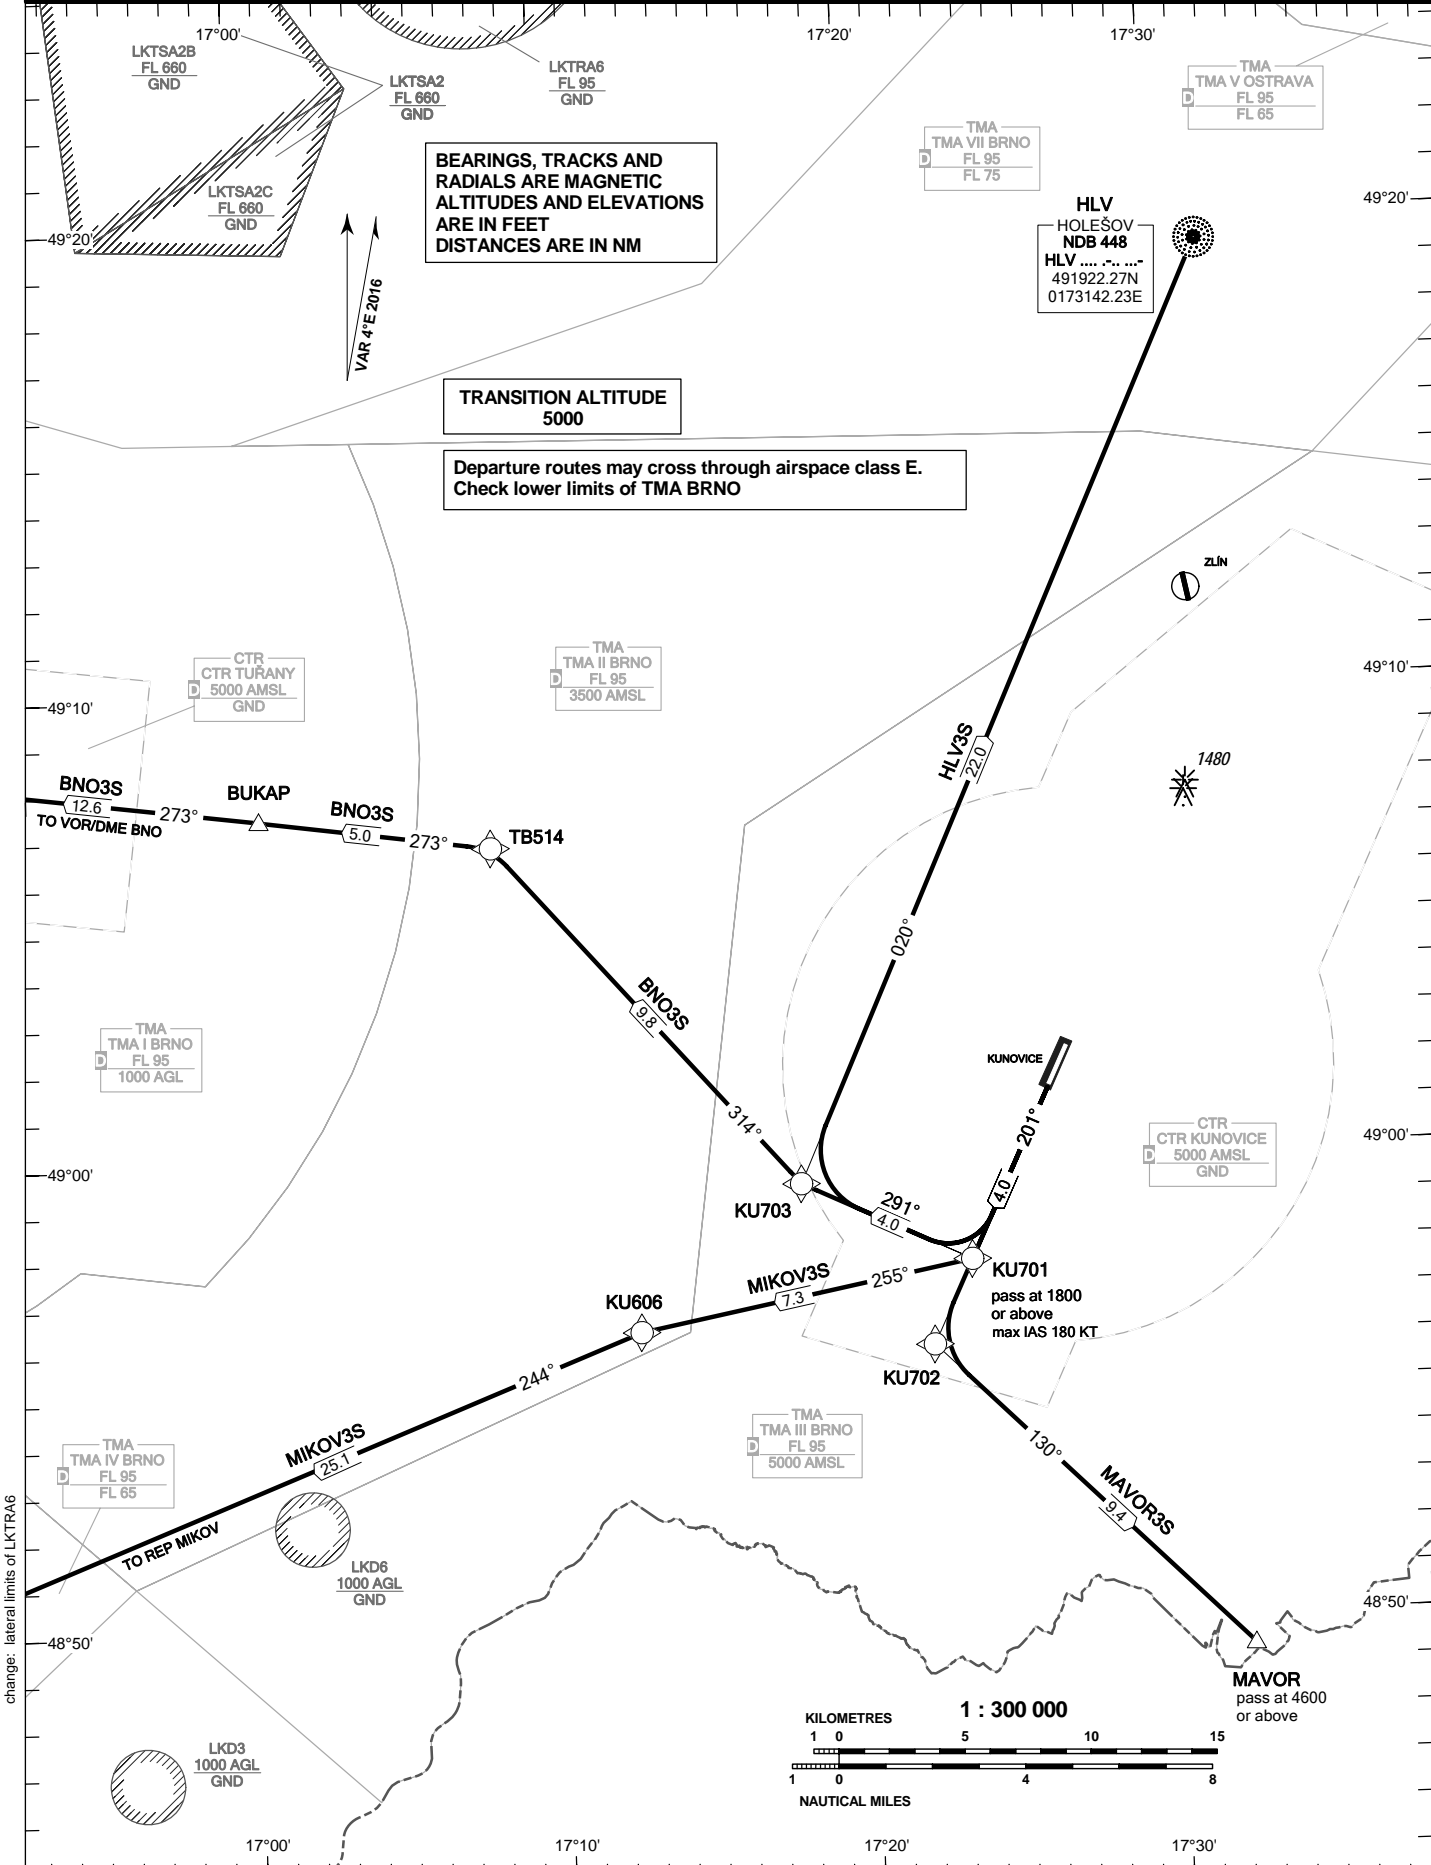 17°00'
17°20'
17°30'
LKTSA2B
FL 660
GND
LKTSA2
FL 660
GND
LKTRA6
FL 95
GND
TMA
TMA V OSTRAVA
D
FL 95
FL 65
TMA
TMA VII BRNO
D
FL 95
FL 75
BEARINGS, TRACKS AND
RADIALS ARE MAGNETIC
ALTITUDES AND ELEVATIONS
ARE IN FEET
DISTANCES ARE IN NM
LKTSA2C
FL 660
GND
49°20'
49°20'
HLV
HOLEŠOV
NDB 448
HLV .... .-.. ...-
491922.27N
0173142.23E
VAR 4°E 2016
TRANSITION ALTITUDE
5000
Departure routes may cross through airspace class E.
Check lower limits of TMA BRNO
ZLÍN
CTR
CTR TUŘANY
D
5000 AMSL
GND
TMA
TMA II BRNO
D
FL 95
3500 AMSL
49°10'
49°10'
HLV3S
22.0
1480
BNO3S
12.6
273°
TO VOR/DME BNO
BUKAP
BNO3S
5.0
273°
TB514
020°
BNO3S
9.8
TMA
TMA I BRNO
D
FL 95
1000 AGL
KUNOVICE
314°
201°
CTR
CTR KUNOVICE
D
5000 AMSL
GND
49°00'
49°00'
4.0
KU703
291°
4.0
KU701
pass at 1800
or above
max IAS 180 KT
MIKOV3S
7.3
255°
KU606
KU702
244°
TMA
TMA III BRNO
D
FL 95
5000 AMSL
130°
MAVOR3S
9.4
MIKOV3S
25.1
TMA
TMA IV BRNO
D
FL 95
FL 65
TO REP MIKOV
LKD6
1000 AGL
GND
48°50'
48°50'
MAVOR
pass at 4600
or above
change: lateral limits of LKTRA6
LKD3
1000 AGL
GND
1 : 300 000
KILOMETRES
1 0 5 10 15
1 0 4 8
NAUTICAL MILES
17°00'
17°10'
17°20'
17°30'